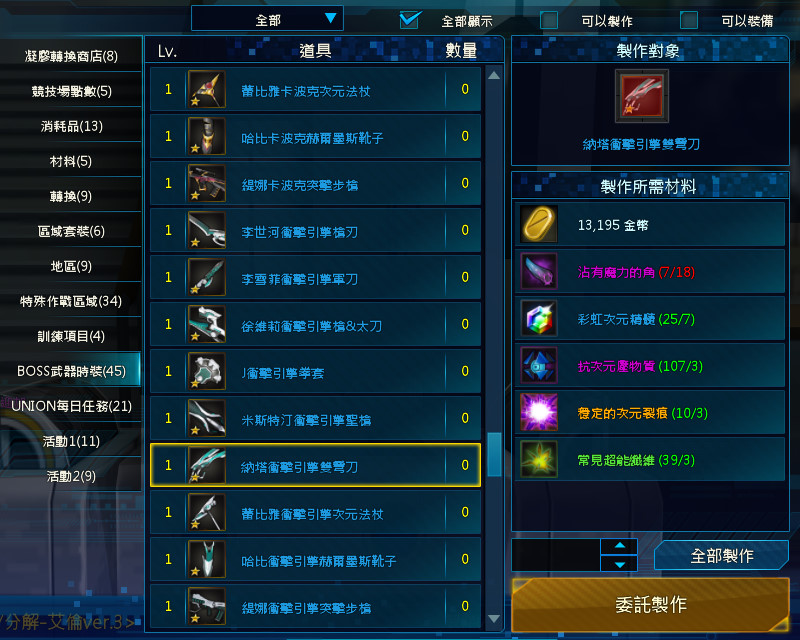 全部
全部顯示
可以製作
可以裝備
凝膠轉換商店(8)
競技場點數(5)
消耗品(13)
材料(5)
轉換(9)
區域套裝(6)
地區(9)
特殊作戰區域(34)
訓練項目(4)
BOSS武器時裝(45)
UNION每日任務(21)
活動1(11)
活動2(9)
/分解-艾倫ver.3>
Lv. 道具 數量
1 蕾比雅卡波克次元法杖 0
1 哈比卡波克赫爾墨斯靴子 0
1 緹娜卡波克突擊步槍 0
1 李世河衝擊引擎槍刃 0
1 李雪菲衝擊引擎軍刀 0
1 徐維莉衝擊引擎槍&太刀 0
1 J衝擊引擎拳套 0
1 米斯特汀衝擊引擎聖槍 0
1 納塔衝擊引擎雙彎刀 0
1 蕾比雅衝擊引擎次元法杖 0
1 哈比衝擊引擎赫爾墨斯靴子 0
1 緹娜衝擊引擎突擊步槍 0
製作對象
納塔衝擊引擎雙彎刀
製作所需材料
13,195 金幣
沾有魔力的角 (7/18)
彩虹次元精髓 (25/7)
抗次元塵物質 (107/3)
穩定的次元裂痕 (10/3)
常見超能纖維 (39/3)
全部製作
委託製作